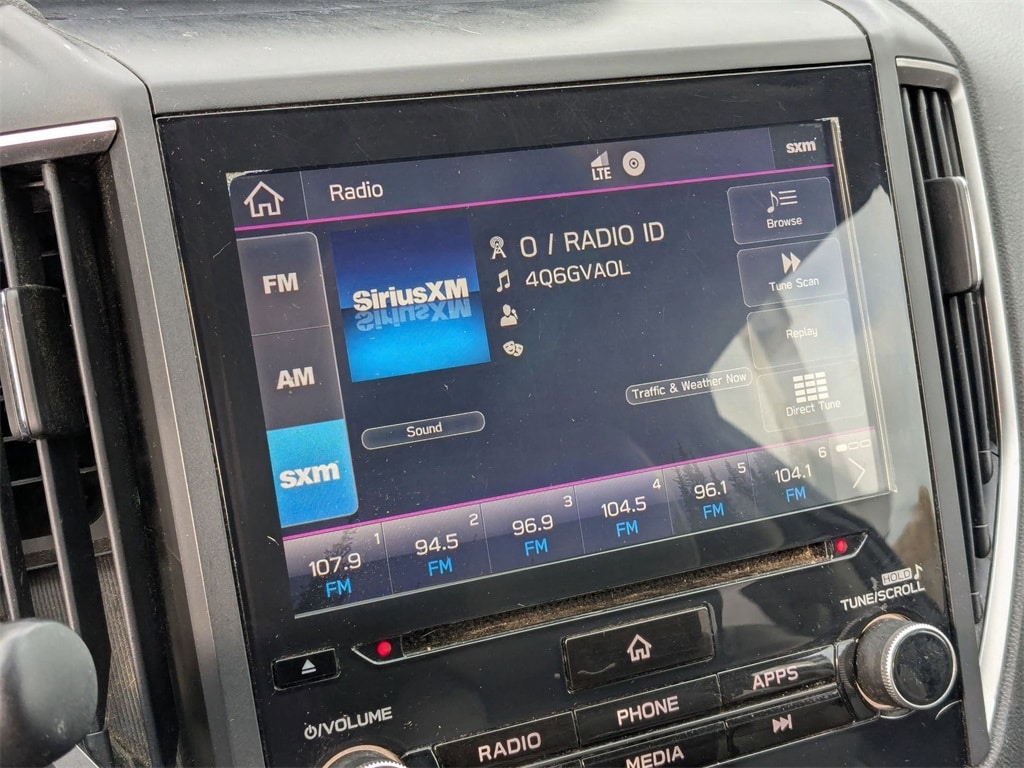 Radio
LTE
sxm
FM
AM
sxm
SiriusXM
0 / RADIO ID
4Q6GVA0L
Browse
Tune Scan
Replay
Direct Tune
Traffic & Weather Now
Sound
1
107.9
FM
2
94.5
FM
3
96.9
FM
4
104.5
FM
5
96.1
FM
6
104.1
FM
HOLD
TUNE/SCROLL
VOLUME
RADIO
PHONE
APPS
MEDIA